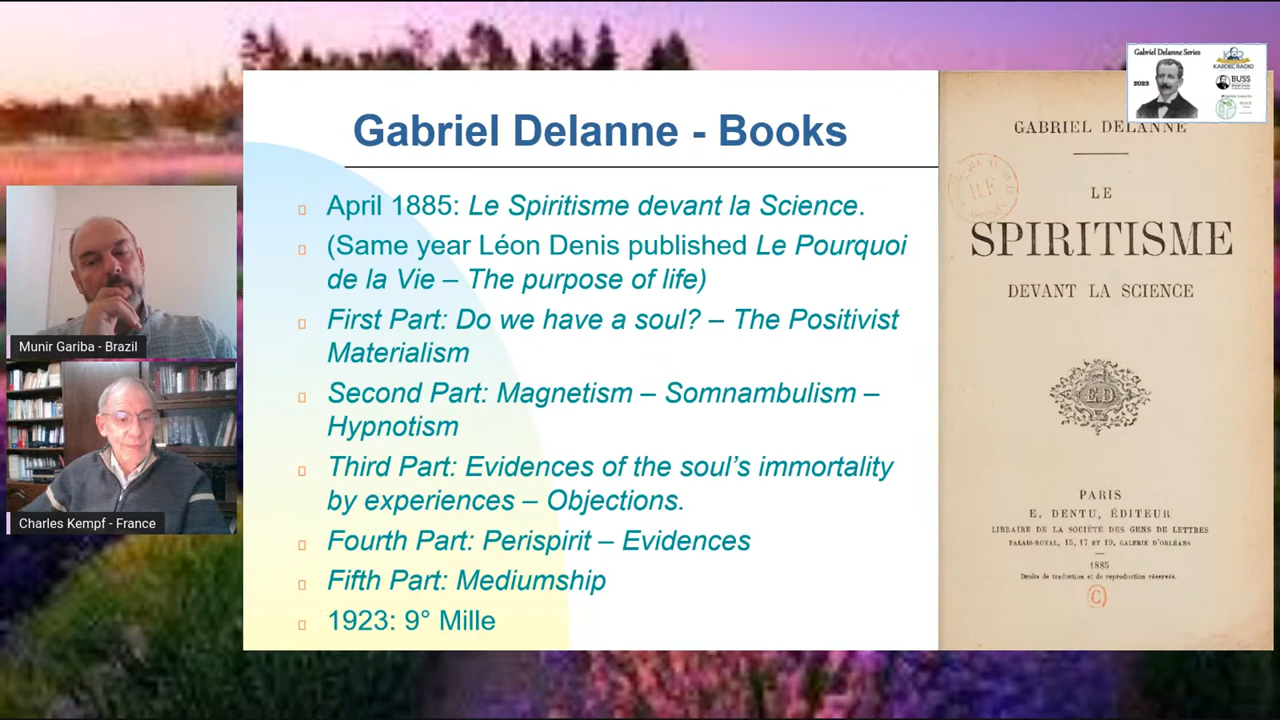 Gabriel Delanne Series
2023
KARDEC RADIO
BUSS
Gabriel Delanne - Books
April 1885: Le Spiritisme devant la Science.
(Same year Léon Denis published Le Pourquoi
de la Vie – The purpose of life)
First Part: Do we have a soul? – The Positivist
Materialism
Second Part: Magnetism – Somnambulism –
Hypnotism
Third Part: Evidences of the soul's immortality
by experiences – Objections.
Fourth Part: Perispirit – Evidences
Fifth Part: Mediumship
1923: 9° Mille
GABRIEL DELANNE
LE
SPIRITISME
DEVANT LA SCIENCE
ED
PARIS
E. DENTU, ÉDITEUR
LIBRAIRE DE LA SOCIÉTÉ DES GENS DE LETTRES
PALAIS-ROYAL, 15, 17 ET 19, GALERIE D'ORLÉANS
1885
Droits de traduction et de reproduction réservés.
C
Munir Gariba - Brazil
Charles Kempf - France